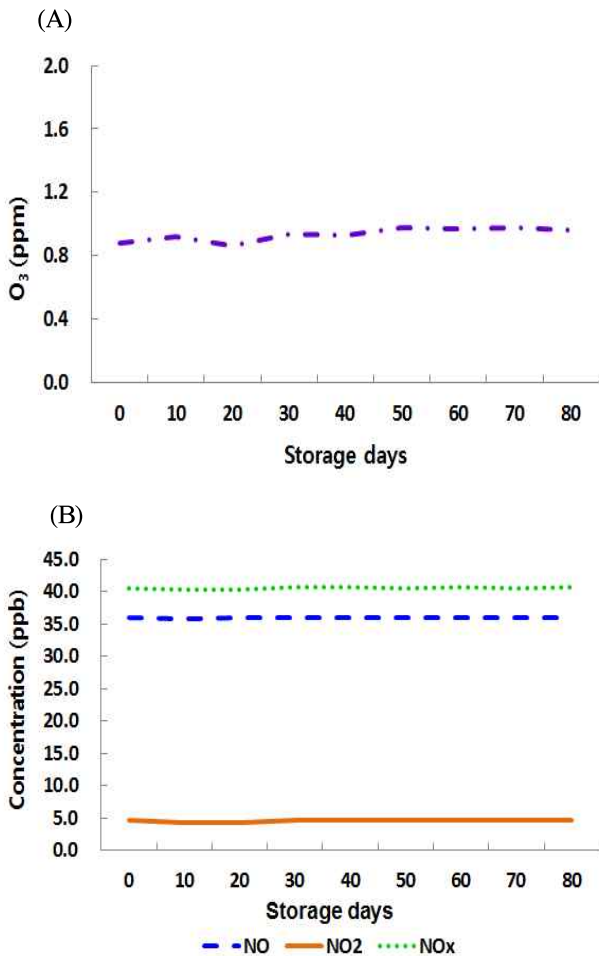 (A)
2.0
1.6
1.2
0.8
0.4
0.0
O3 (ppm)
0 10 20 30 40 50 60 70 80
Storage days
(B)
45.0
40.0
35.0
30.0
25.0
20.0
15.0
10.0
5.0
0.0
Concentration (ppb)
0 10 20 30 40 50 60 70 80
Storage days
NO NO2 NOx